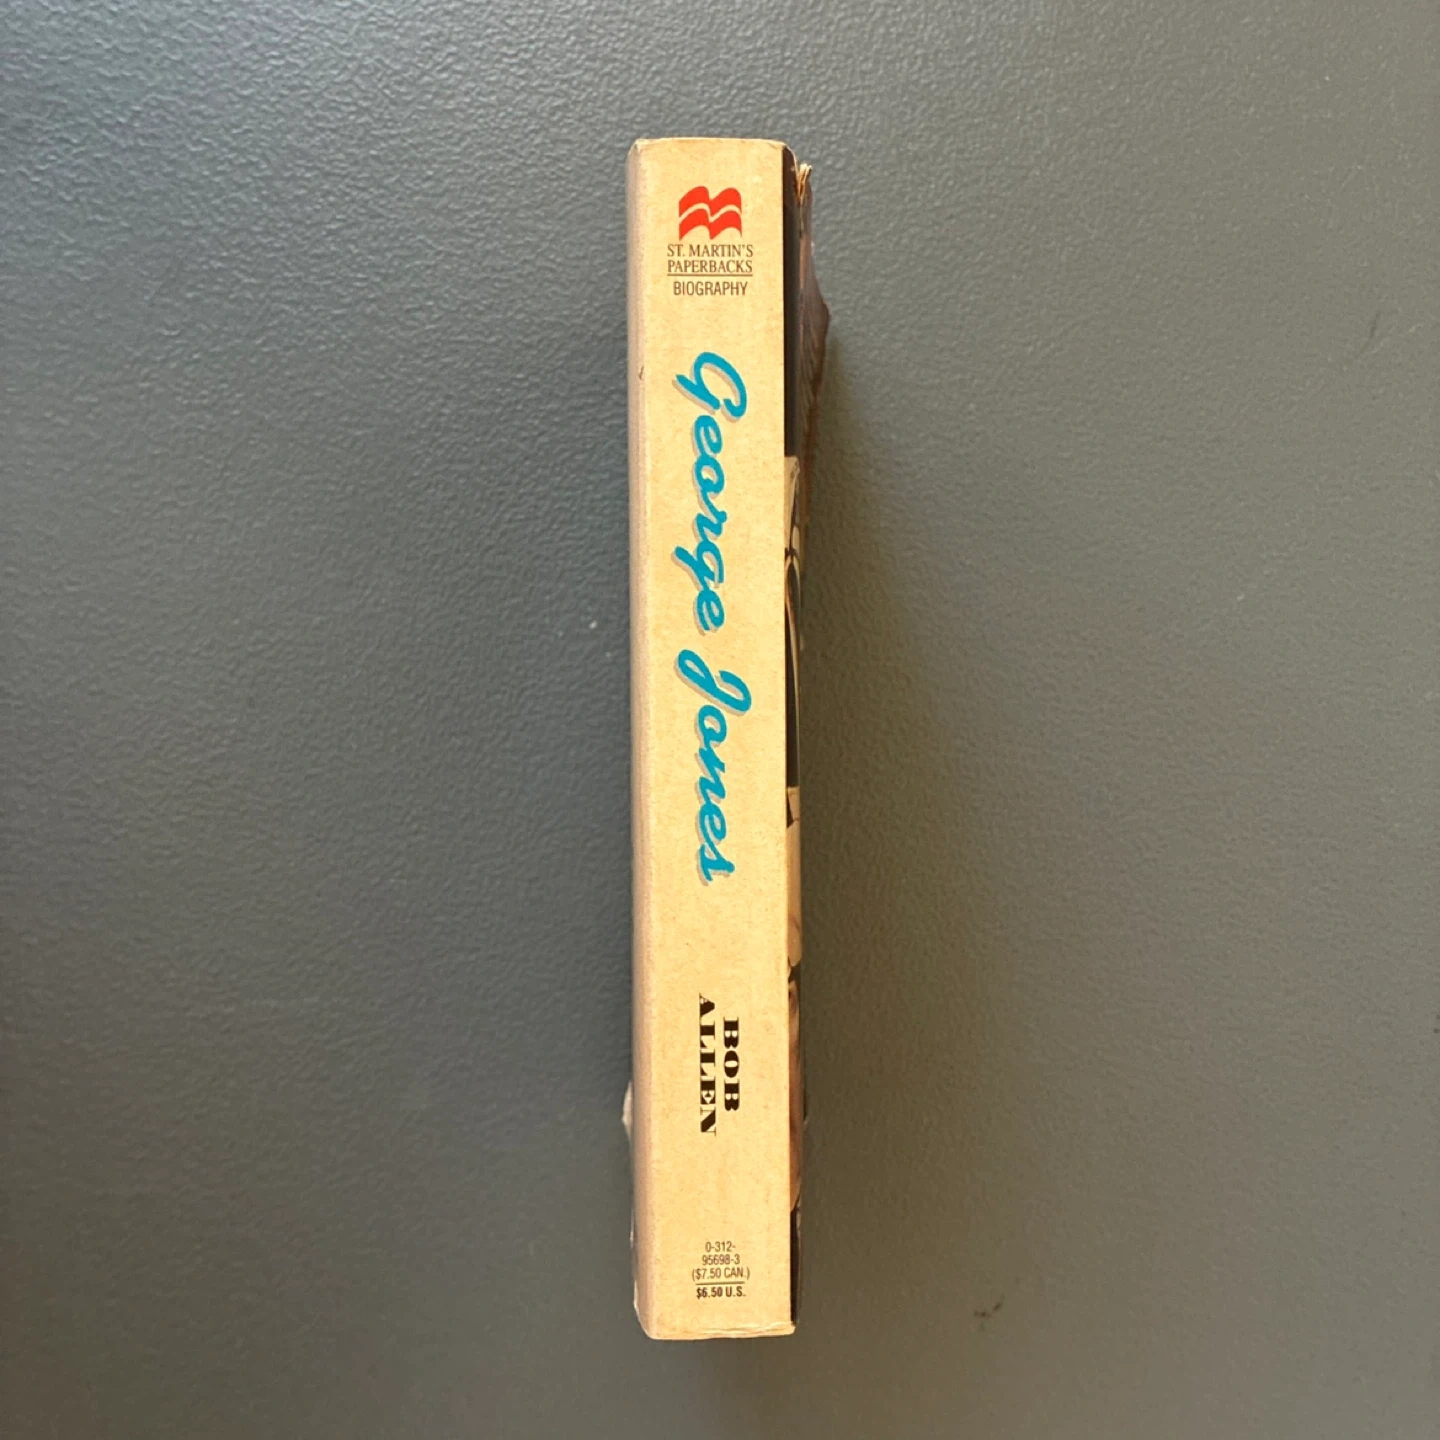 ST. MARTIN'S
PAPERBACKS
BIOGRAPHY
George Jones
BOB
ALLEN
0-312-
95698-3
($7.50 CAN.)
$6.50 U.S.